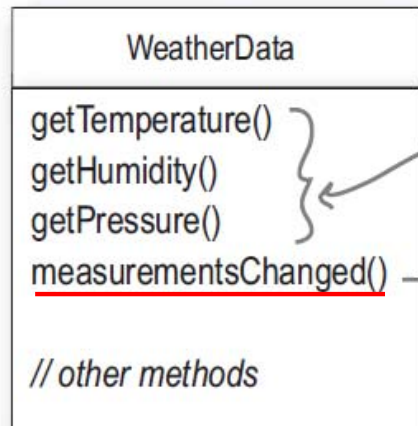 WeatherData
getTemperature()
getHumidity()
getPressure()
measurementsChanged()
// other methods